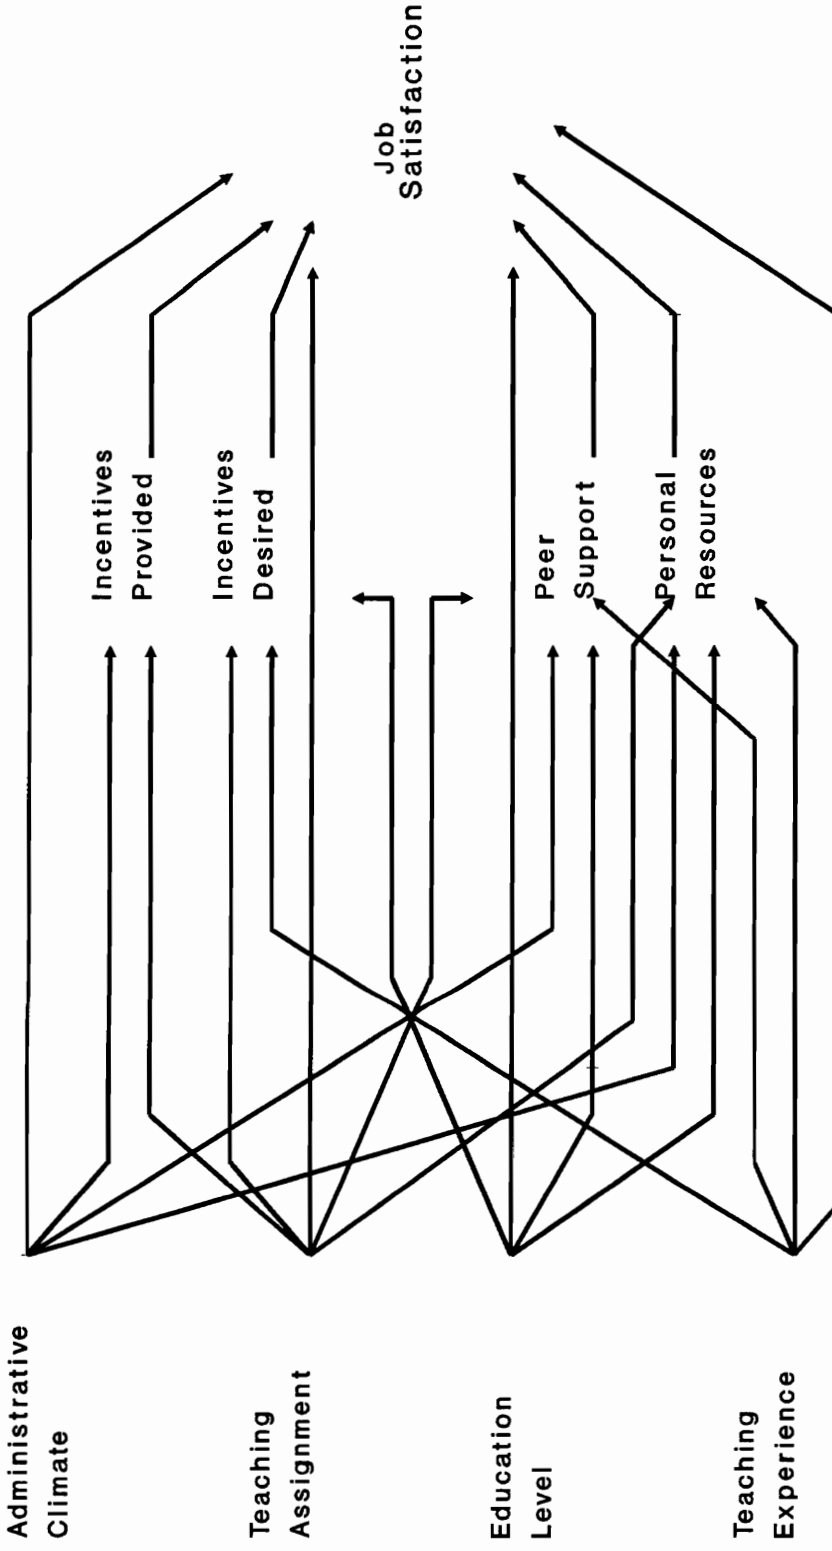 Administrative
Climate
Teaching
Assignment
Education
Level
Teaching
Experience
Incentives
Provided
Incentives
Desired
Peer
Support
Personal
Resources
Job
Satisfaction